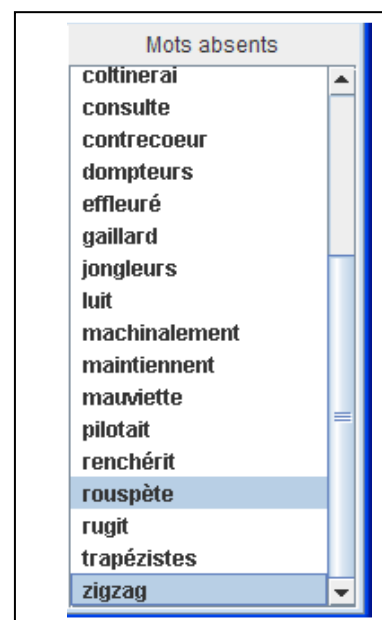 Mots absents
coltinerai
consulte
contrecoeur
dompteurs
effleuré
gaillard
jongleurs
luit
machinalement
maintiennent
mauviette
pilotait
renchérit
rouspète
rugit
trapézistes
zigzag